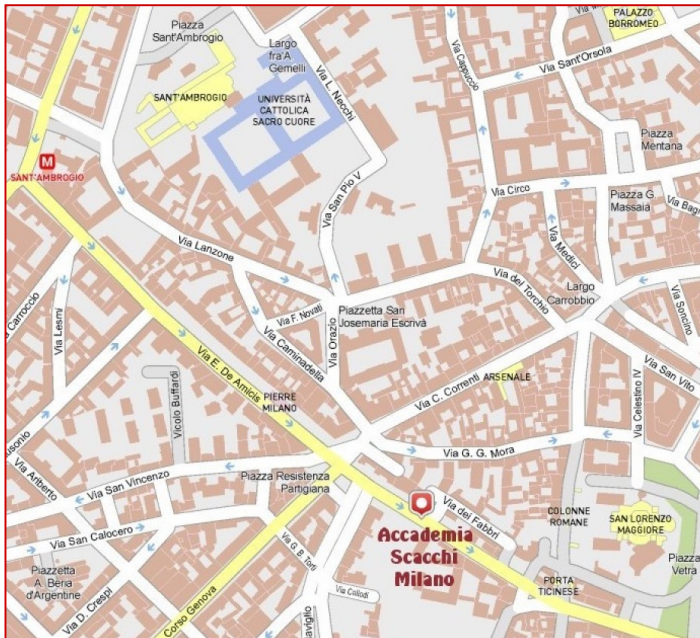 Piazza
Sant'Ambrogio
Largo
fra'A
Gemelli
Via L. Necchi
SANT'AMBROGIO
UNIVERSITÀ
CATTOLICA
SACRO CUORE
Via Cappuccio
PALAZZO
BORROMEO
Via Sant'Orsola
Piazza
Mentana
M
SANT'AMBROGIO
Via San Pio V
Via Circo
Piazza G.
Massaia
Via Lanzone
Via Medici
Via del Torchio
Largo
Carrobbio
Via Soncino
Via F. Novati
Piazzetta San
Josemaria Escrivà
Via Orazio
Via Lesmi
Via Caminadella
Via E. De Amicis
Vicolo Buffardi
PIERRE
MILANO
Via C. Correnti
ARSENALE
Via San Vito
Via Celestino IV
Via G. G. Mora
Via Ariberto
Via San Vincenzo
Piazza Resistenza
Partigiana
Via San Calocero
Via dei Fabbri
COLONNE
ROMANE
SAN LORENZO
MAGGIORE
Accademia
Scacchi
Milano
Via G. B. Torti
Piazza
Vetra
Piazzetta
A. Beria
d'Argentine
Via D. Crespi
Corso Genova
Via Collodi
PORTA
TICINESE